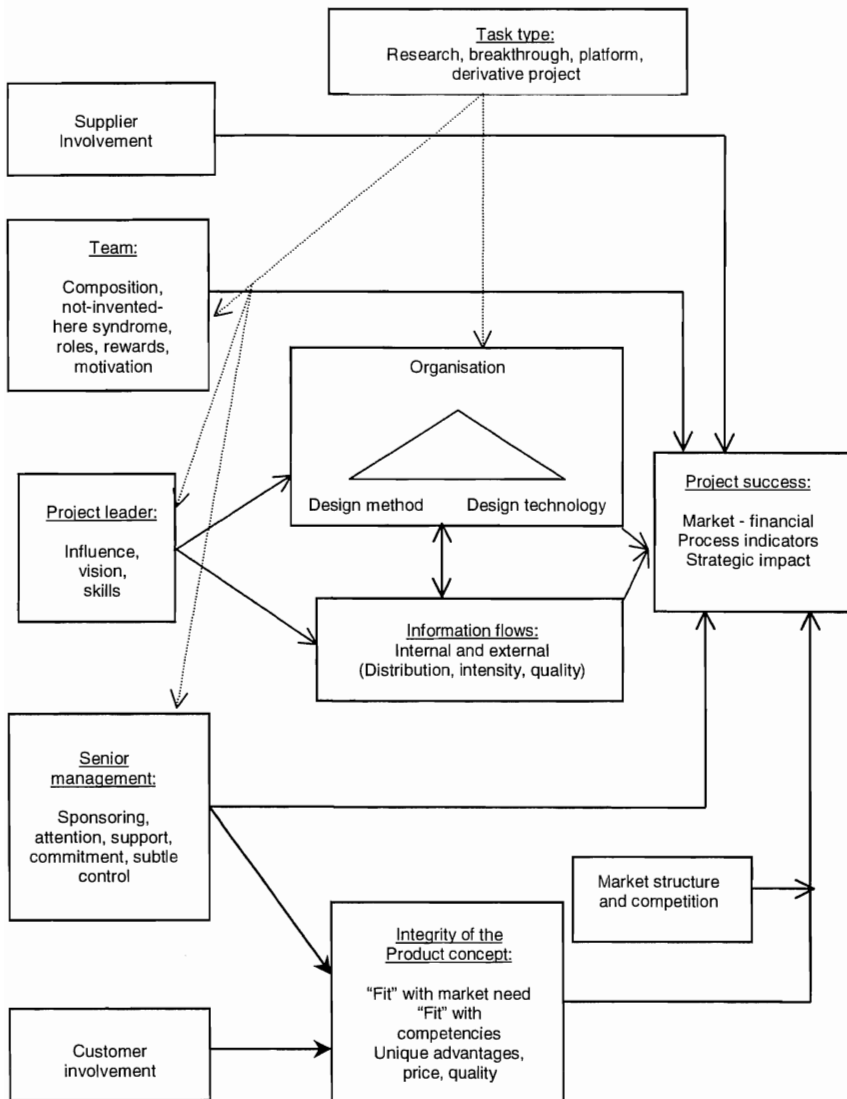 Task type:
Research, breakthrough, platform,
derivative project
Supplier
Involvement
Team:
Composition,
not-invented-
here syndrome,
roles, rewards,
motivation
Organisation
Design method
Design technology
Project leader:
Influence,
vision,
skills
Project success:
Market - financial
Process indicators
Strategic impact
Information flows:
Internal and external
(Distribution, intensity, quality)
Senior
management:
Sponsoring,
attention, support,
commitment, subtle
control
Market structure
and competition
Integrity of the
Product concept:
“Fit” with market need
“Fit” with
competencies
Unique advantages,
price, quality
Customer
involvement